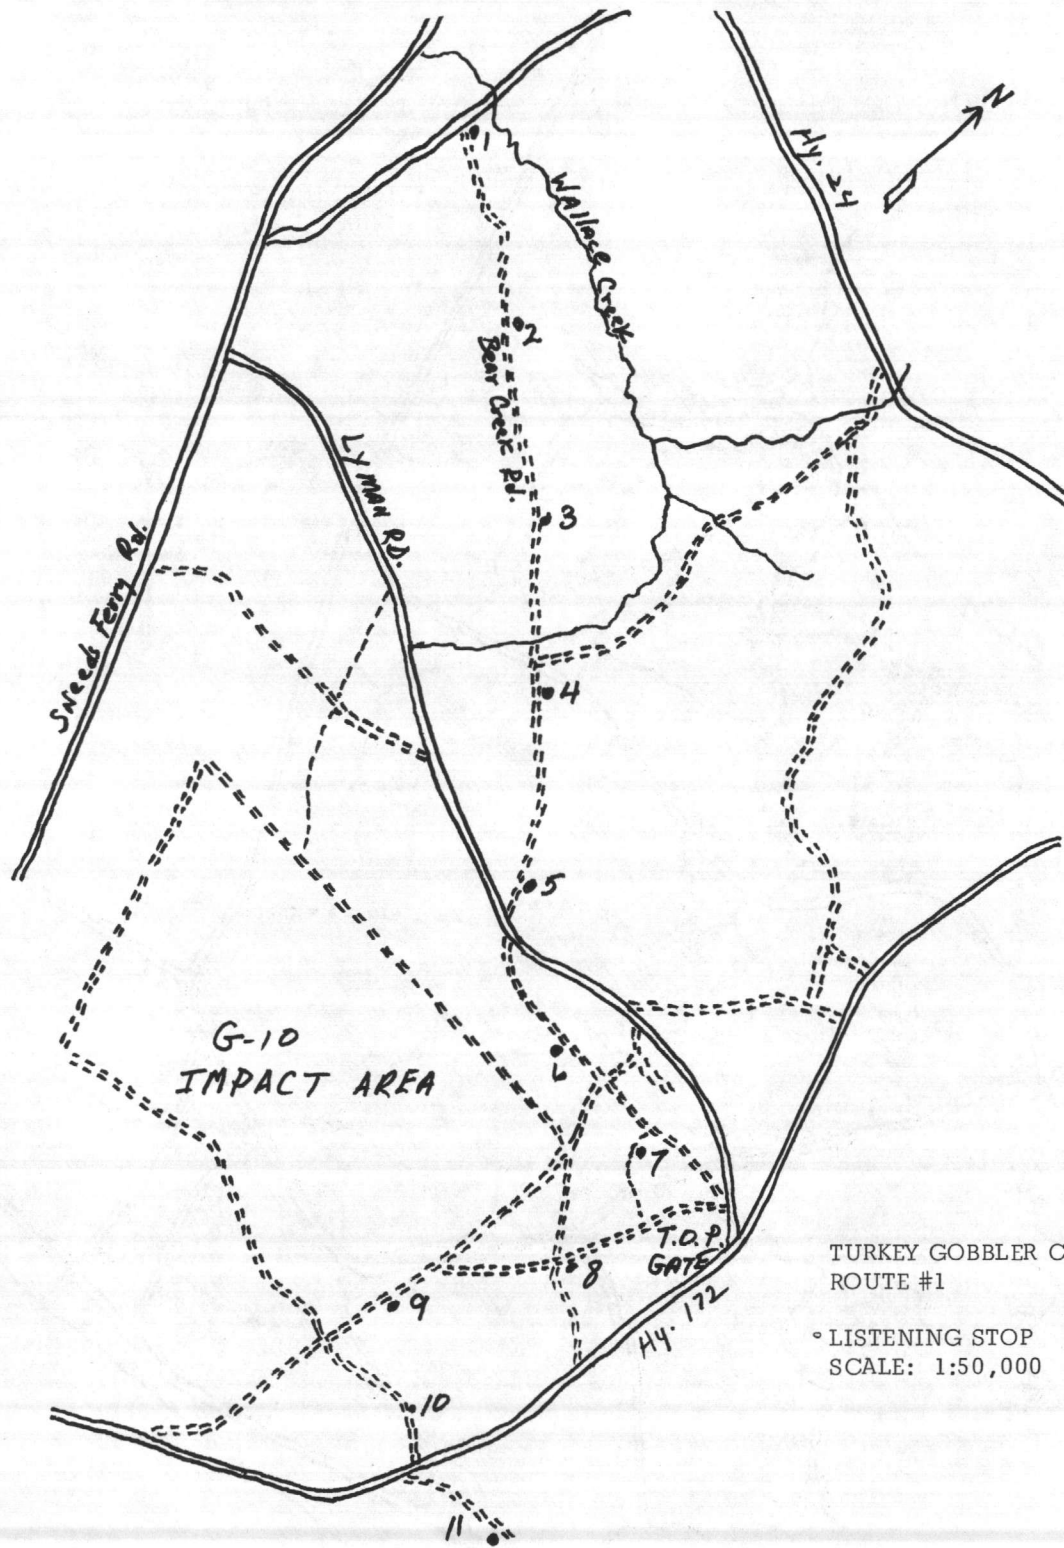 N
Hy. 24
1
Wallace Creek
2
Bear Creek Rd.
LYMAN RD.
3
Sneeds Ferry Rd.
4
5
G-10
IMPACT AREA
6
7
T.O.P.
GATE
8
TURKEY GOBBLER C
ROUTE #1
9
HY. 172
LISTENING STOP
SCALE: 1:50,000
10
11